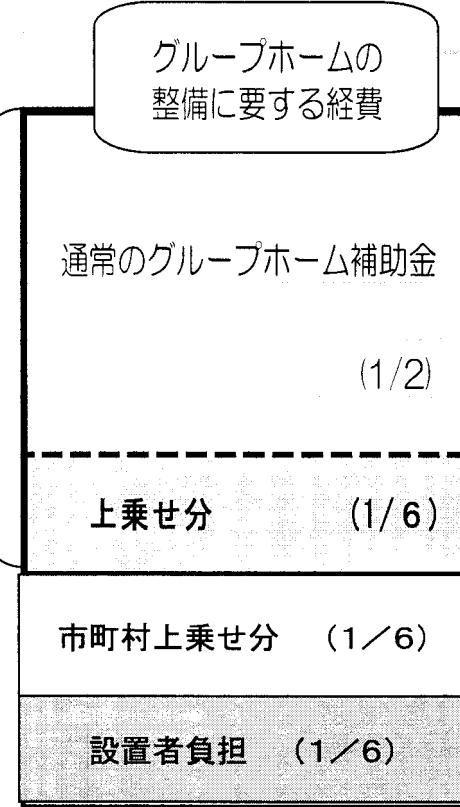 グループホームの
整備に要する経費
通常のグループホーム補助金
(1/2)
上乗せ分 (1/6)
市町村上乗せ分 (1/6)
設置者負担 (1/6)